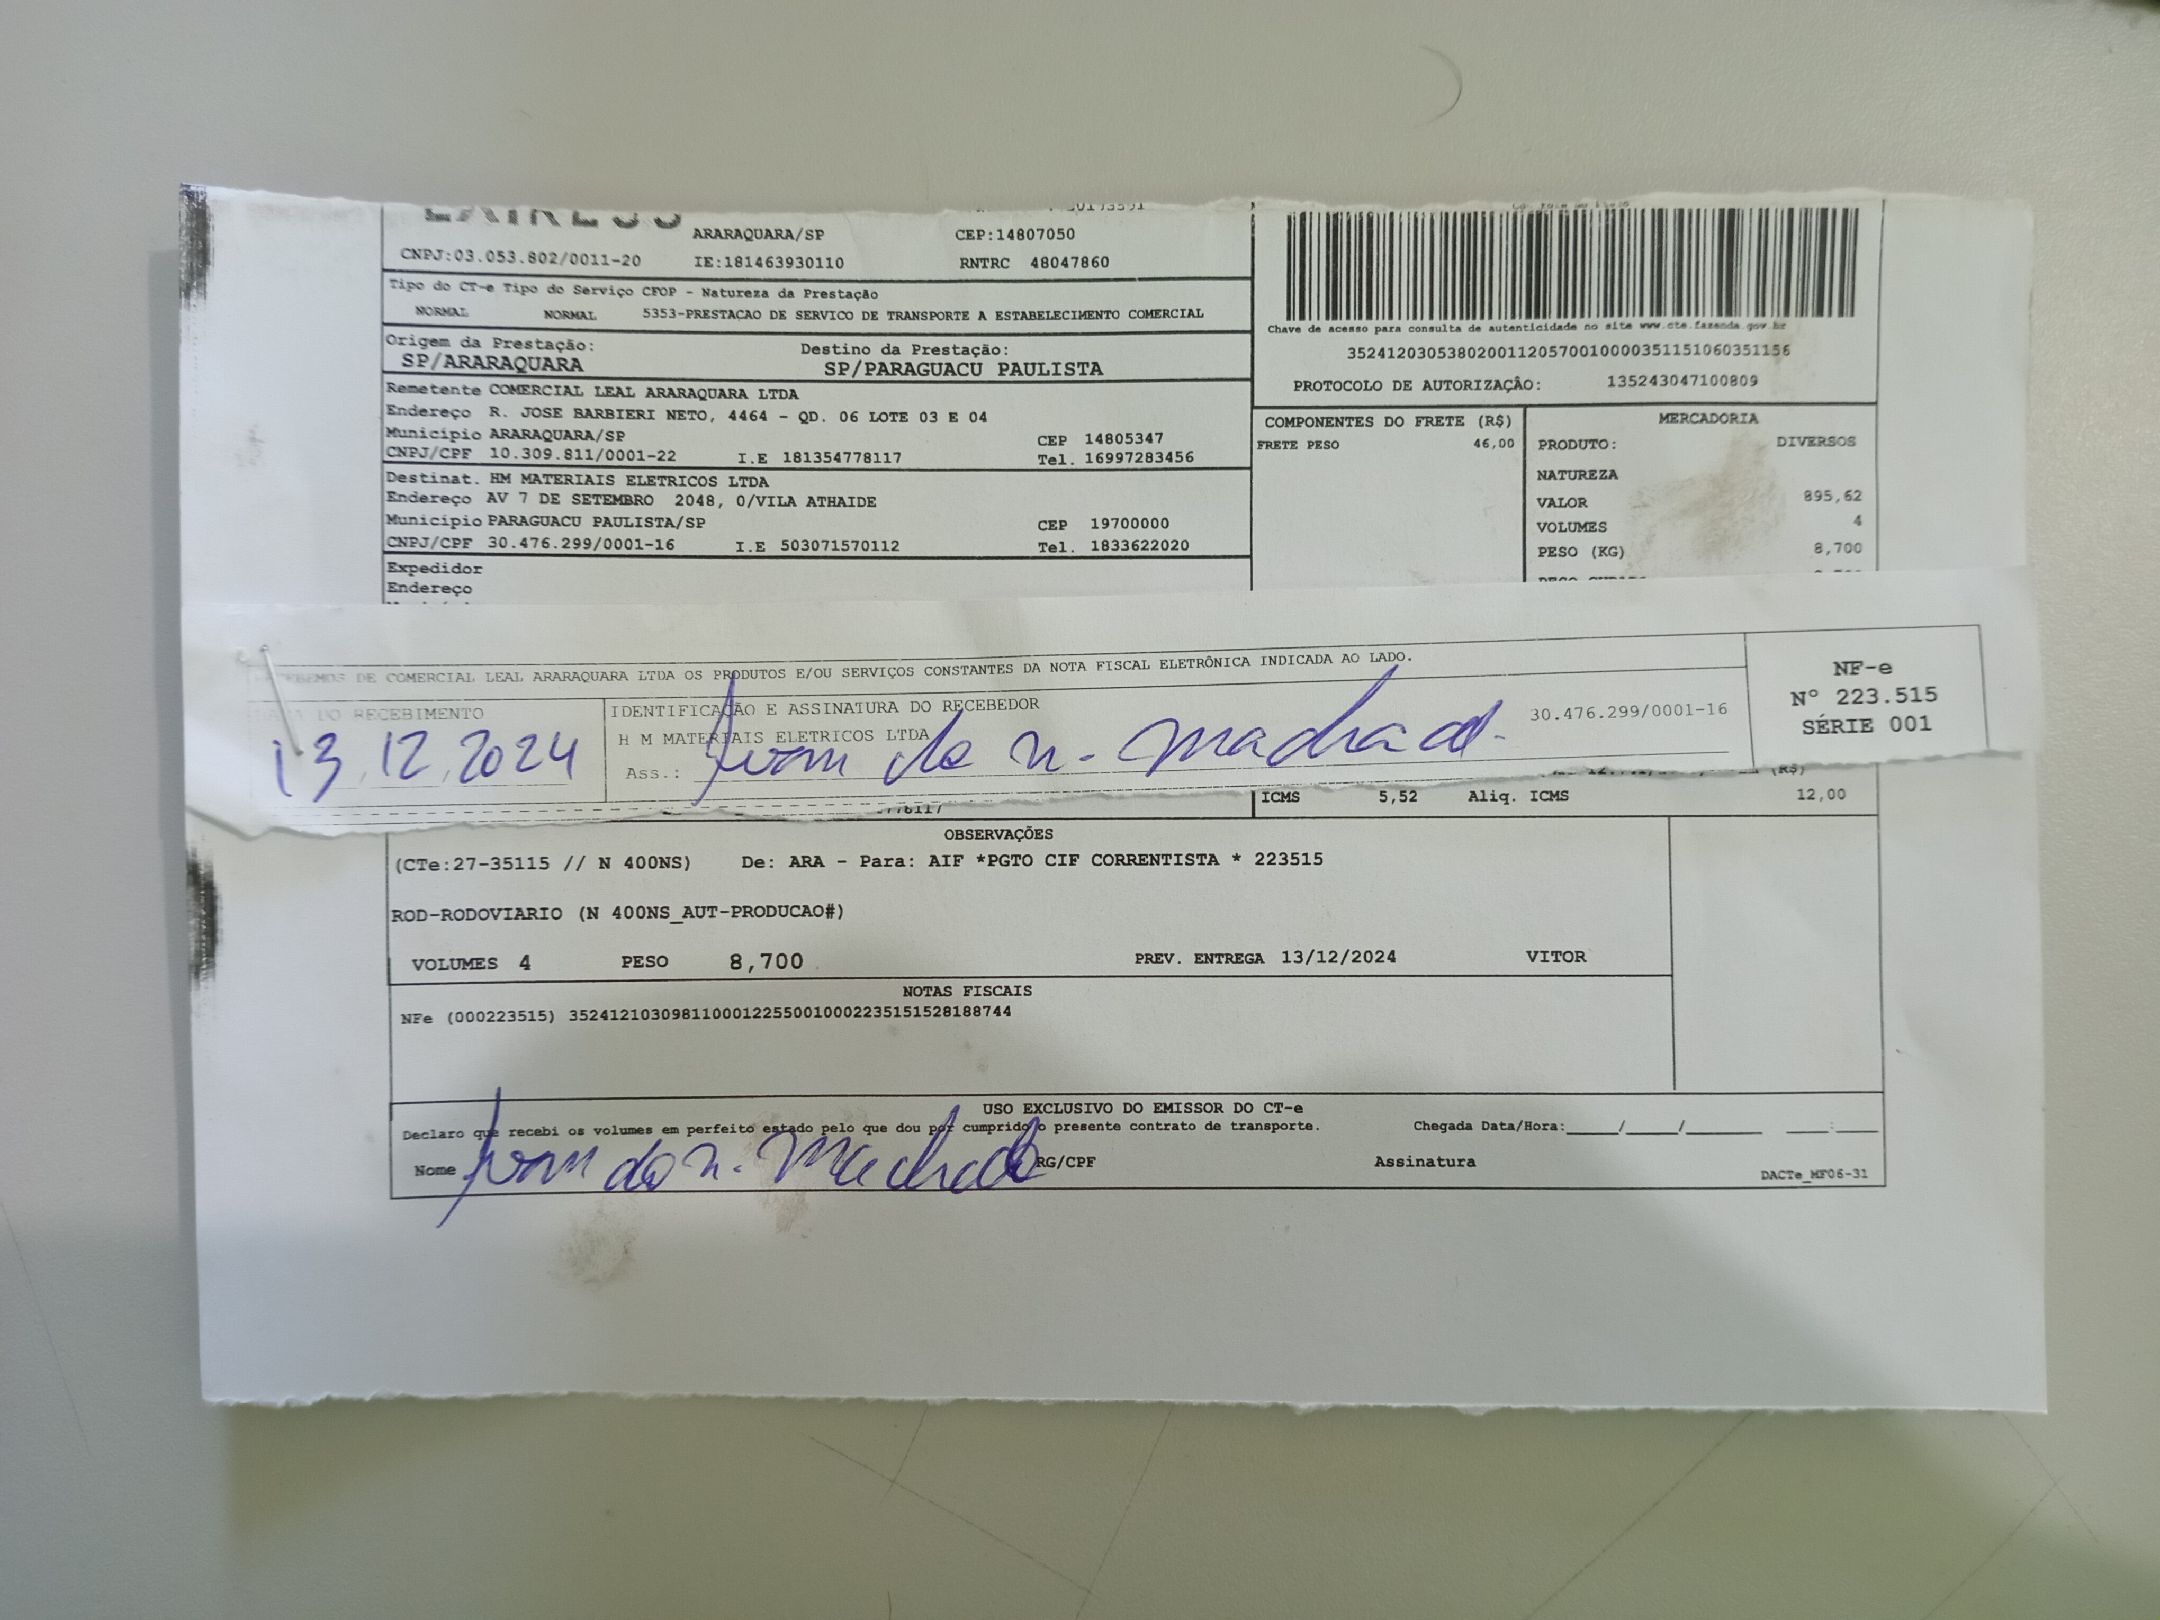 ARARAQUARA/SP CEP:14807050
CNPJ:03.053.802/0011-20 IE:181463930110 RNTRC 48047860
Tipo do CT-e Tipo do Serviço CFOP - Natureza da Prestação
NORMAL NORMAL 5353-PRESTACAO DE SERVICO DE TRANSPORTE A ESTABELECIMENTO COMERCIAL
Origem da Prestação: Destino da Prestação:
SP/ARARAQUARA SP/PARAGUACU PAULISTA
Remetente COMERCIAL LEAL ARARAQUARA LTDA
Endereço R. JOSE BARBIERI NETO, 4464 - QD. 06 LOTE 03 E 04
Município ARARAQUARA/SP CEP 14805347
CNPJ/CPF 10.309.811/0001-22 I.E 181354778117 Tel. 16997283456
Destinat. HM MATERIAIS ELETRICOS LTDA
Endereço AV 7 DE SETEMBRO 2048, 0/VILA ATHAIDE
Município PARAGUACU PAULISTA/SP CEP 19700000
CNPJ/CPF 30.476.299/0001-16 I.E 503071570112 Tel. 1833622020
Expedidor
Endereço
Chave de acesso para consulta de autenticidade no site www.cte.fazenda.gov.br
35241203053802001120570010000351151060351156
PROTOCOLO DE AUTORIZAÇÃO: 135243047100809
COMPONENTES DO FRETE (R$)
FRETE PESO 46,00
MERCADORIA
PRODUTO: DIVERSOS
NATUREZA
VALOR 895,62
VOLUMES 4
PESO (KG) 8,700
RECEBEMOS DE COMERCIAL LEAL ARARAQUARA LTDA OS PRODUTOS E/OU SERVIÇOS CONSTANTES DA NOTA FISCAL ELETRÔNICA INDICADA AO LADO.
DATA DO RECEBIMENTO
13.12.2024
IDENTIFICAÇÃO E ASSINATURA DO RECEBEDOR
H M MATERIAIS ELETRICOS LTDA 30.476.299/0001-16
Ass.: n. Machado
NF-e
Nº 223.515
SÉRIE 001
ICMS 5,52 Aliq. ICMS 12,00
OBSERVAÇÕES
(CTe:27-35115 // N 400NS) De: ARA - Para: AIF *PGTO CIF CORRENTISTA * 223515
ROD-RODOVIARIO (N 400NS_AUT-PRODUCAO#)
VOLUMES 4 PESO 8,700 PREV. ENTREGA 13/12/2024 VITOR
NOTAS FISCAIS
NFe (000223515) 35241210309811000122550010002235151528188744
USO EXCLUSIVO DO EMISSOR DO CT-e
Declaro que recebi os volumes em perfeito estado pelo que dou por cumprido o presente contrato de transporte. Chegada Data/Hora:____/____/______ ____:____
Nome n. Machado RG/CPF Assinatura
DACTe_MF06-31